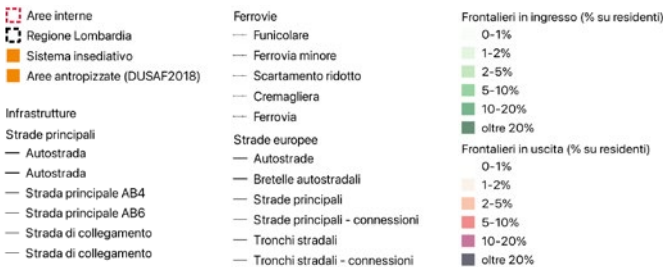 Aree interne
Regione Lombardia
Sistema insediativo
Aree antropizzate (DUSAF2018)
Infrastrutture
Strade principali
Autostrada
Autostrada
Strada principale AB4
Strada principale AB6
Strada di collegamento
Strada di collegamento
Ferrovie
Funicolare
Ferrovia minore
Scartamento ridotto
Cremagliera
Ferrovia
Strade europee
Autostrade
Bretelle autostradali
Strade principali
Strade principali - connessioni
Tronchi stradali
Tronchi stradali - connessioni
Frontalieri in ingresso (% su residenti)
0-1%
1-2%
2-5%
5-10%
10-20%
oltre 20%
Frontalieri in uscita (% su residenti)
0-1%
1-2%
2-5%
5-10%
10-20%
oltre 20%